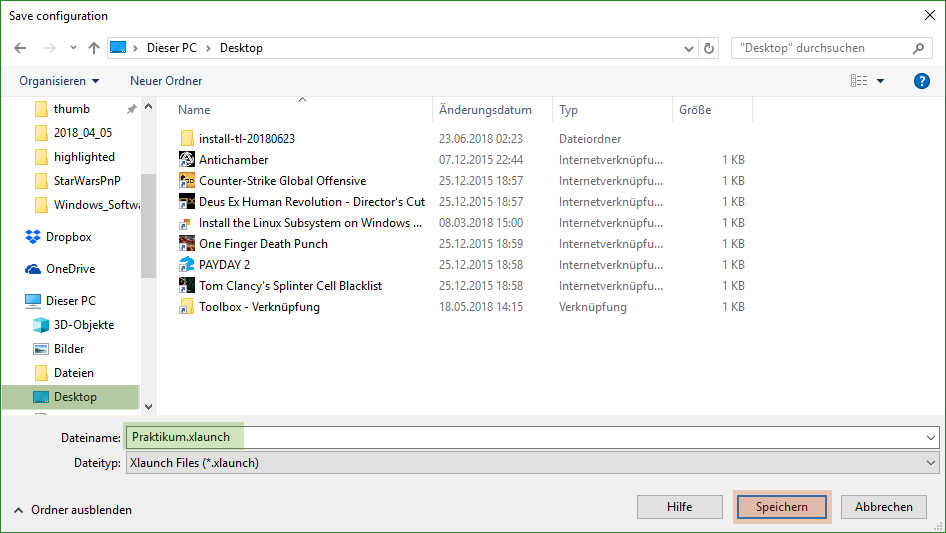 Save configuration
Dieser PC
Desktop
"Desktop" durchsuchen
Organisieren
Neuer Ordner
thumb
2018_04_05
highlighted
StarWarsPnP
Windows_Softwa
Dropbox
OneDrive
Dieser PC
3D-Objekte
Bilder
Dateien
Desktop
Name Änderungsdatum Typ Größe
install-tl-20180623 23.06.2018 02:23 Dateiordner
Antichamber 07.12.2015 22:44 Internetverknüpfu... 1 KB
Counter-Strike Global Offensive 25.12.2015 18:57 Internetverknüpfu... 1 KB
Deus Ex Human Revolution - Director's Cut 25.12.2015 18:57 Internetverknüpfu... 1 KB
Install the Linux Subsystem on Windows ... 08.03.2018 15:00 Internetverknüpfu... 1 KB
One Finger Death Punch 25.12.2015 18:59 Internetverknüpfu... 1 KB
PAYDAY 2 25.12.2015 18:58 Internetverknüpfu... 1 KB
Tom Clancy's Splinter Cell Blacklist 25.12.2015 18:58 Internetverknüpfu... 1 KB
Toolbox - Verknüpfung 18.05.2018 14:15 Verknüpfung 1 KB
Dateiname: Praktikum.xlaunch
Dateityp: Xlaunch Files (*.xlaunch)
Ordner ausblenden
Hilfe
Speichern
Abbrechen